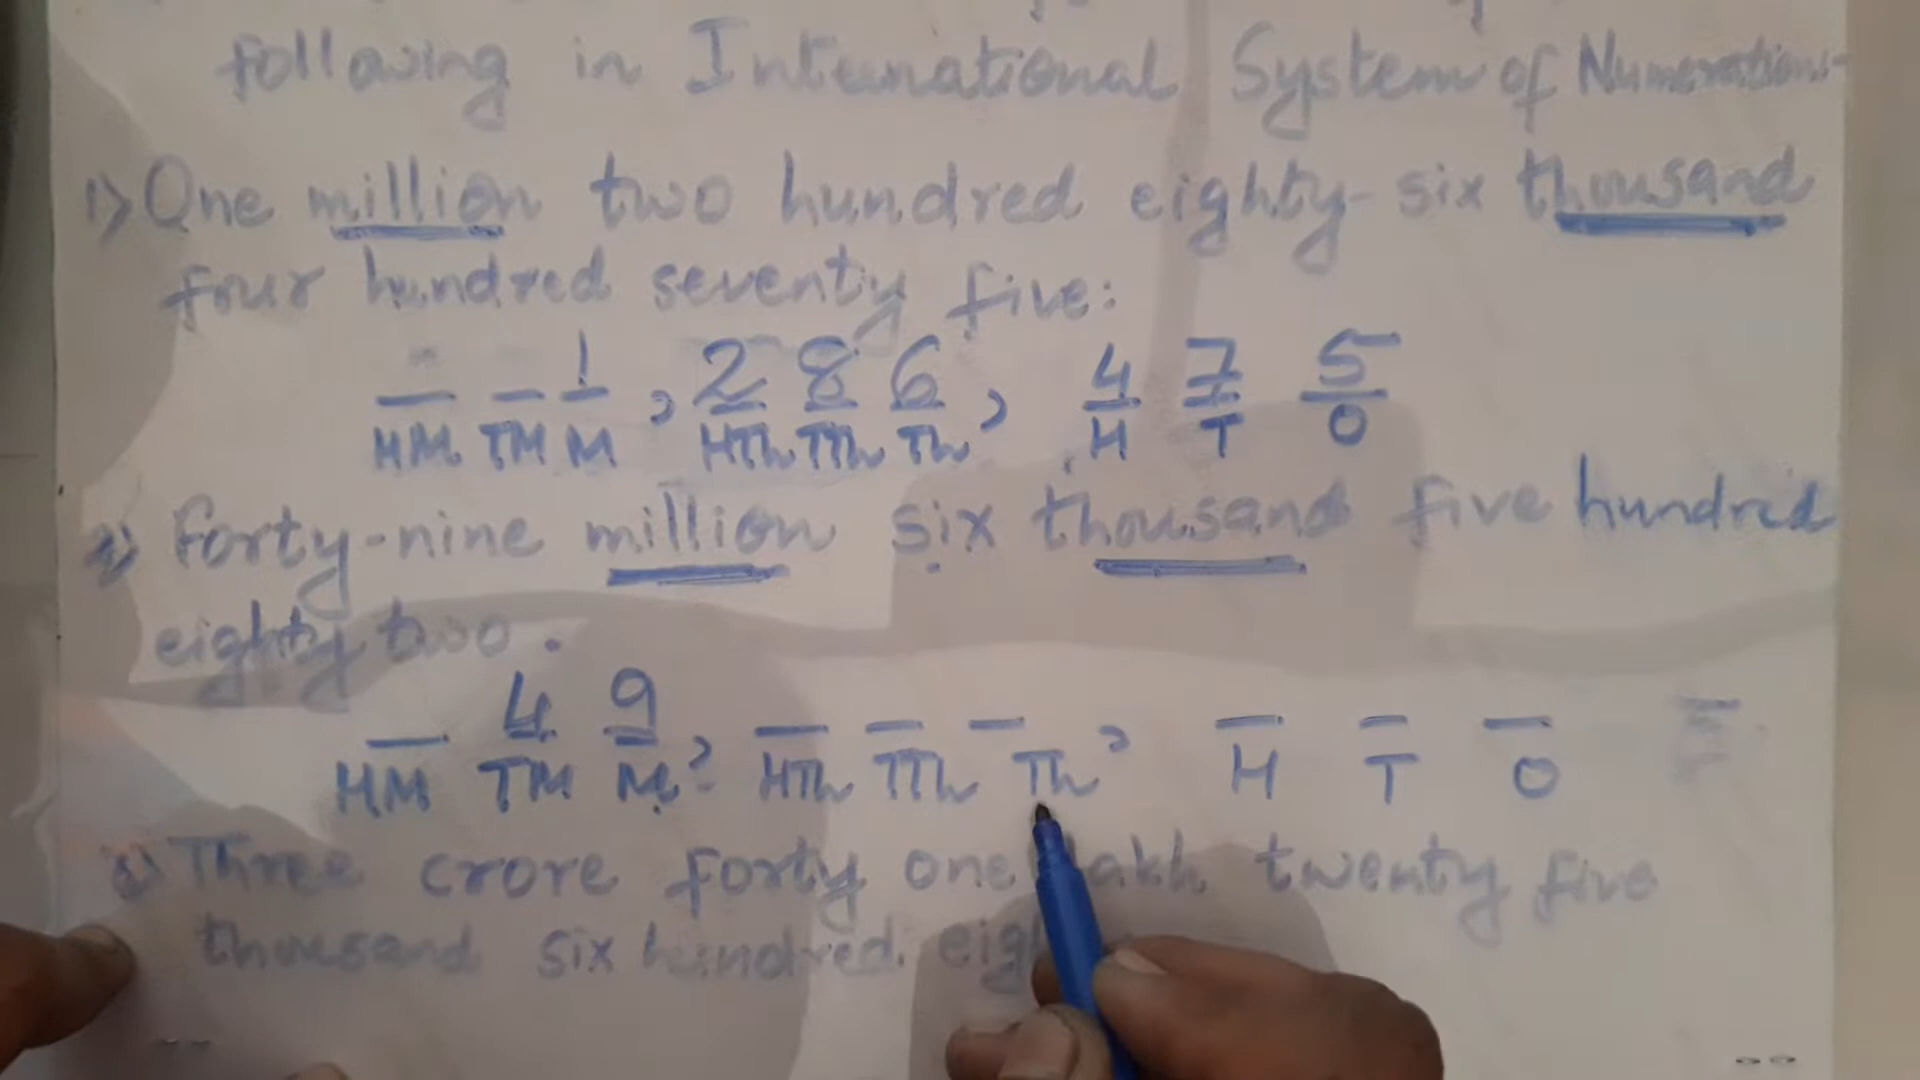 following in International System of Numeration:-
1) One million two hundred eighty-six thousand
four hundred seventy five:
1, 2 8 6, 4 7 5
HM TM M HTh TTh Th H T O
2) Forty-nine million six thousand five hundred
eighty two.
4 9
HM TM M, HTh TTh Th, H T O
Three crore forty one lakh twenty five
thousand six hundred